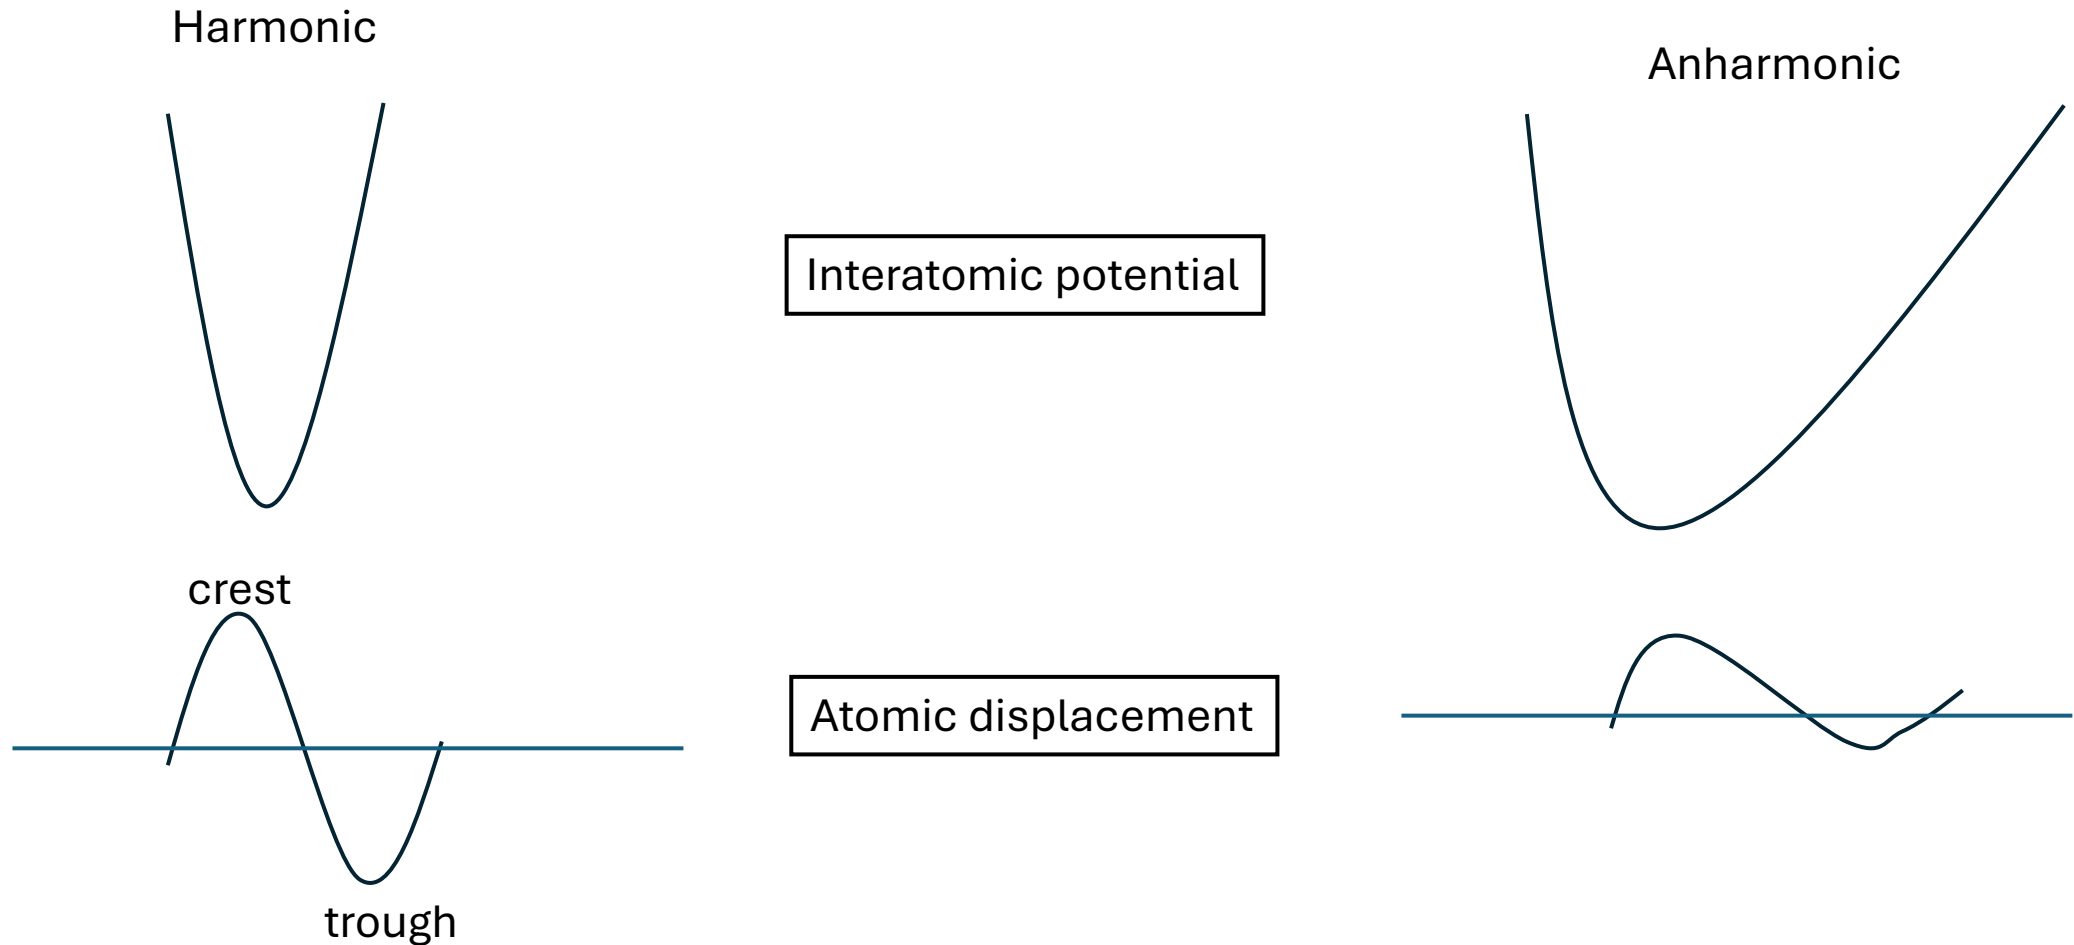 Harmonic
Anharmonic
Interatomic potential
crest
Atomic displacement
trough